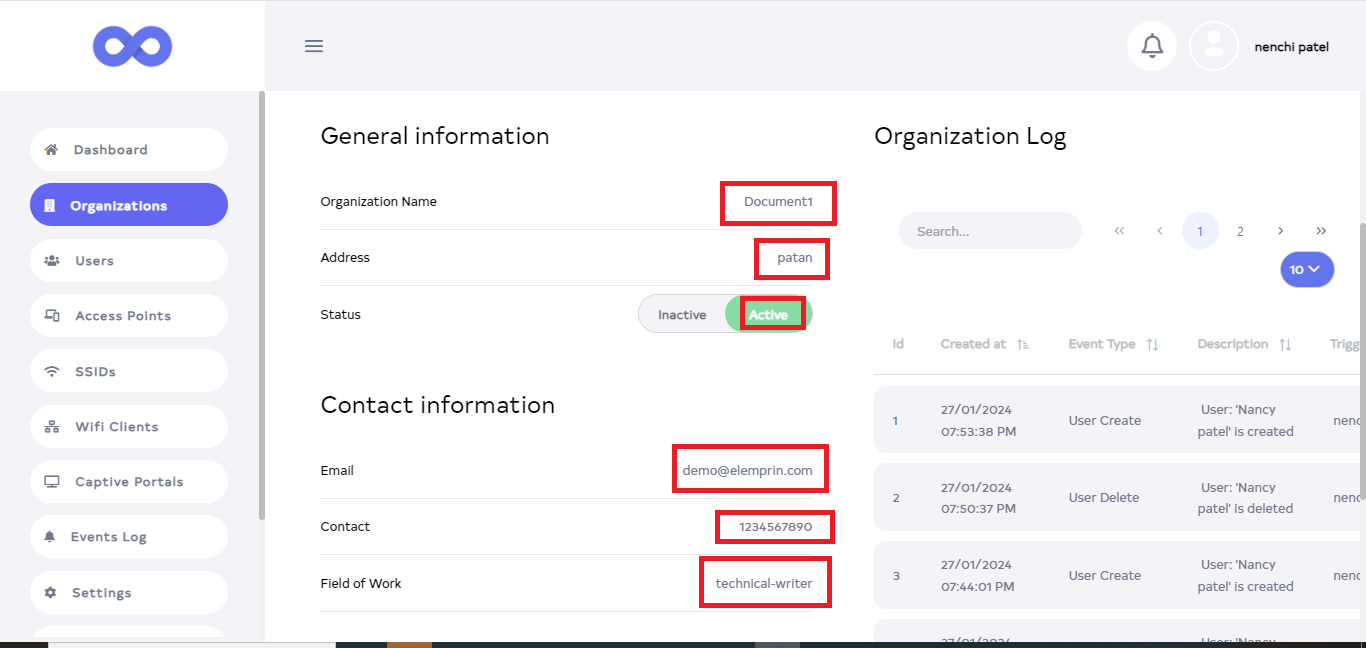 nenchi patel
Dashboard
Organizations
Users
Access Points
SSIDs
Wifi Clients
Captive Portals
Events Log
Settings
General information
Organization Name Document1
Address patan
Status Inactive Active
Contact information
Email demo@elemprin.com
Contact 1234567890
Field of Work technical-writer
Organization Log
Search... « ‹ 1 2 › »
10
Id Created at Event Type Description Trigg
1 27/01/2024 07:53:38 PM User Create User: 'Nancy patel' is created nenc
2 27/01/2024 07:50:37 PM User Delete User: 'Nancy patel' is deleted nenc
3 27/01/2024 07:44:01 PM User Create User: 'Nancy patel' is created nenc
27/01/2024 User: 'Nancy